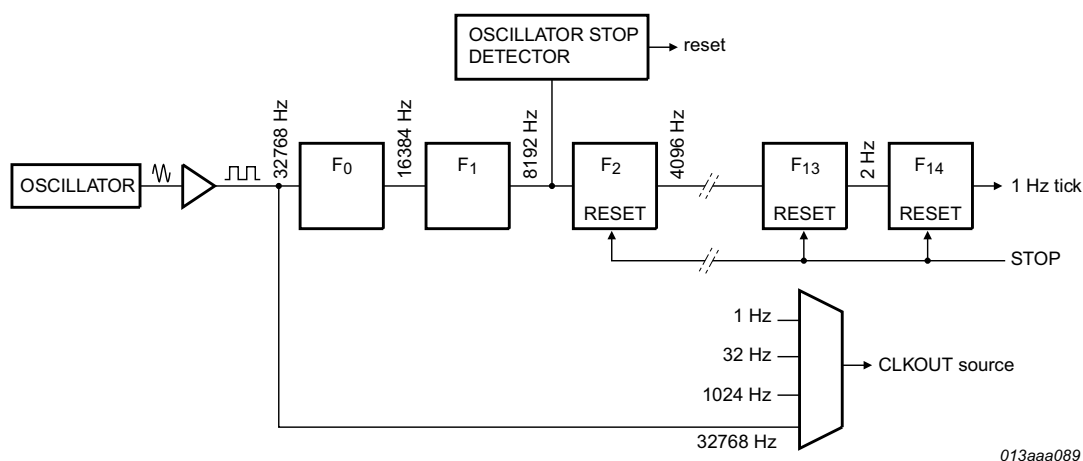 OSCILLATOR STOP
DETECTOR
reset
32768 Hz
16384 Hz
8192 Hz
4096 Hz
2 Hz
OSCILLATOR
F0
F1
F2
RESET
F13
RESET
F14
RESET
1 Hz tick
STOP
1 Hz
32 Hz
1024 Hz
32768 Hz
CLKOUT source
013aaa089